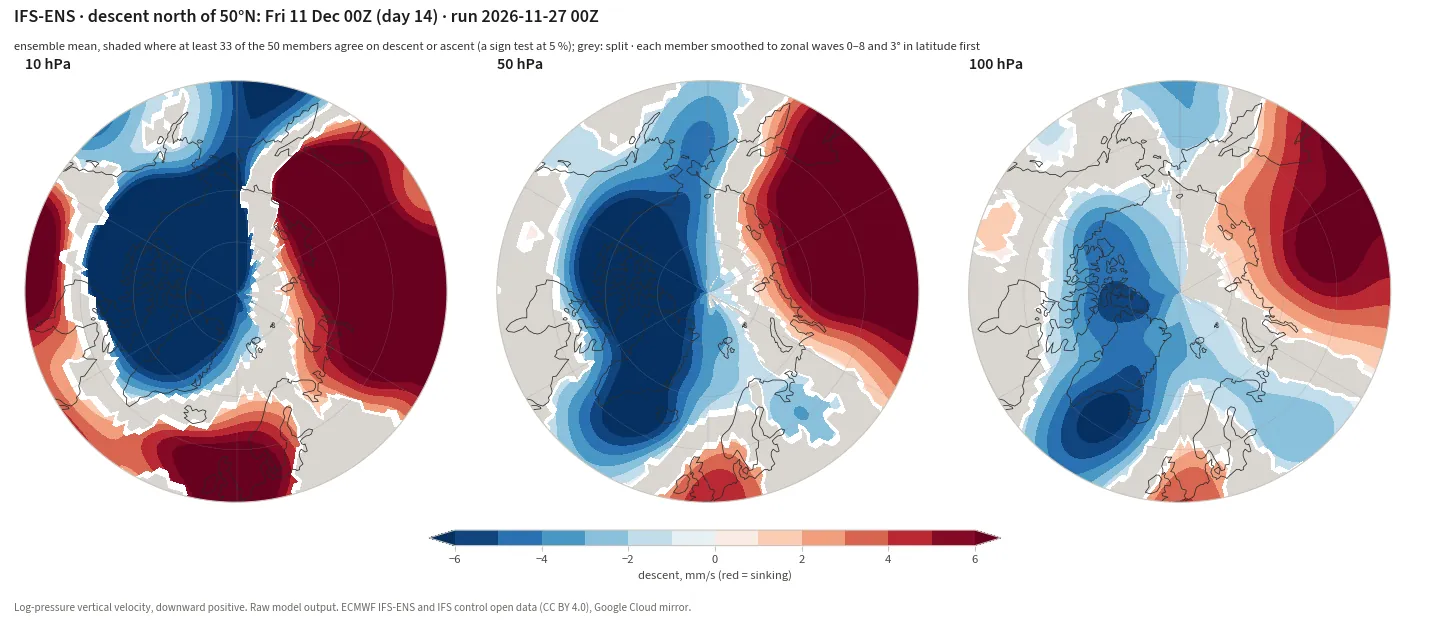 IFS-ENS · descent north of 50°N: Fri 11 Dec 00Z (day 14) · run 2026-11-27 00Z
ensemble mean, shaded where at least 33 of the 50 members agree on descent or ascent (a sign test at 5 %); grey: split · each member smoothed to zonal waves 0–8 and 3° in latitude first
10 hPa
50 hPa
100 hPa
−6 −4 −2 0 2 4 6
descent, mm/s (red = sinking)
Log-pressure vertical velocity, downward positive. Raw model output. ECMWF IFS-ENS and IFS control open data (CC BY 4.0), Google Cloud mirror.